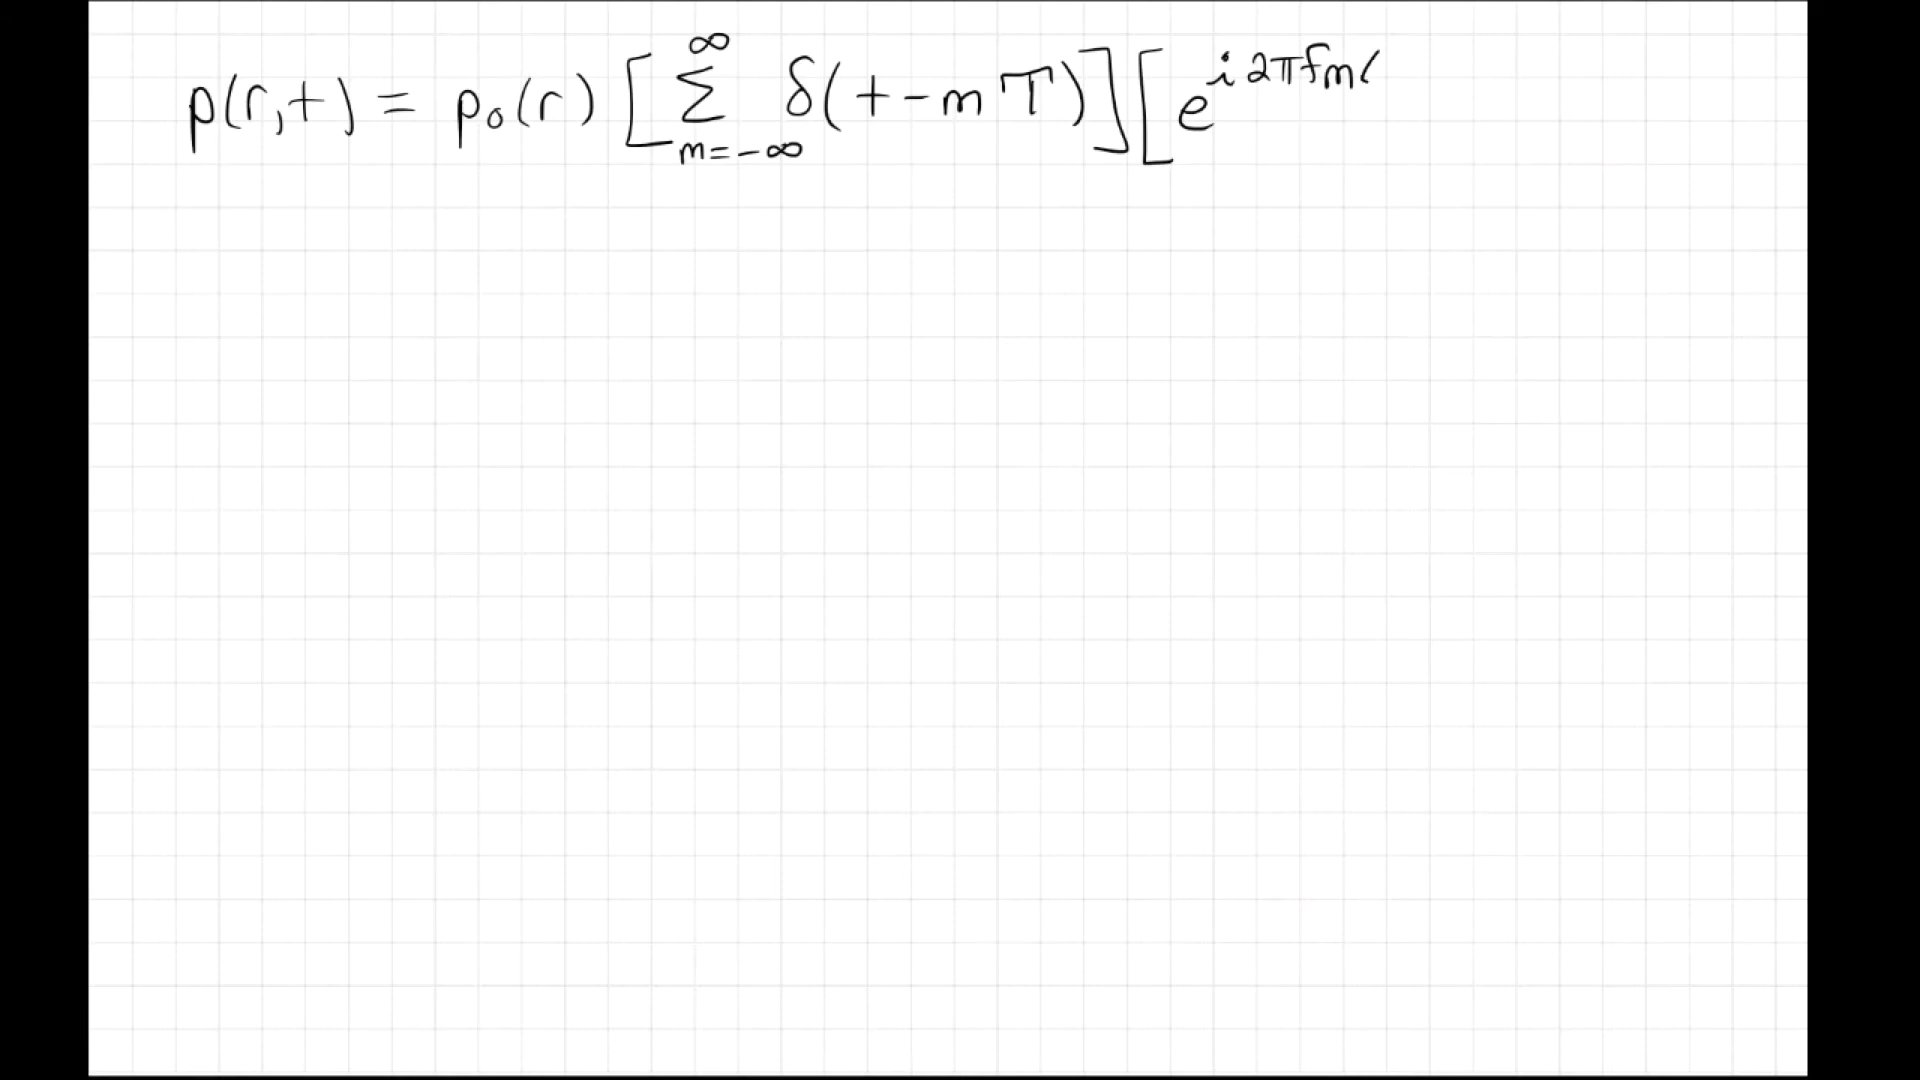 p(r,t) = p₀(r) [∑_{m=-∞}^{∞} δ(t-mT)][e^{i2πfm(